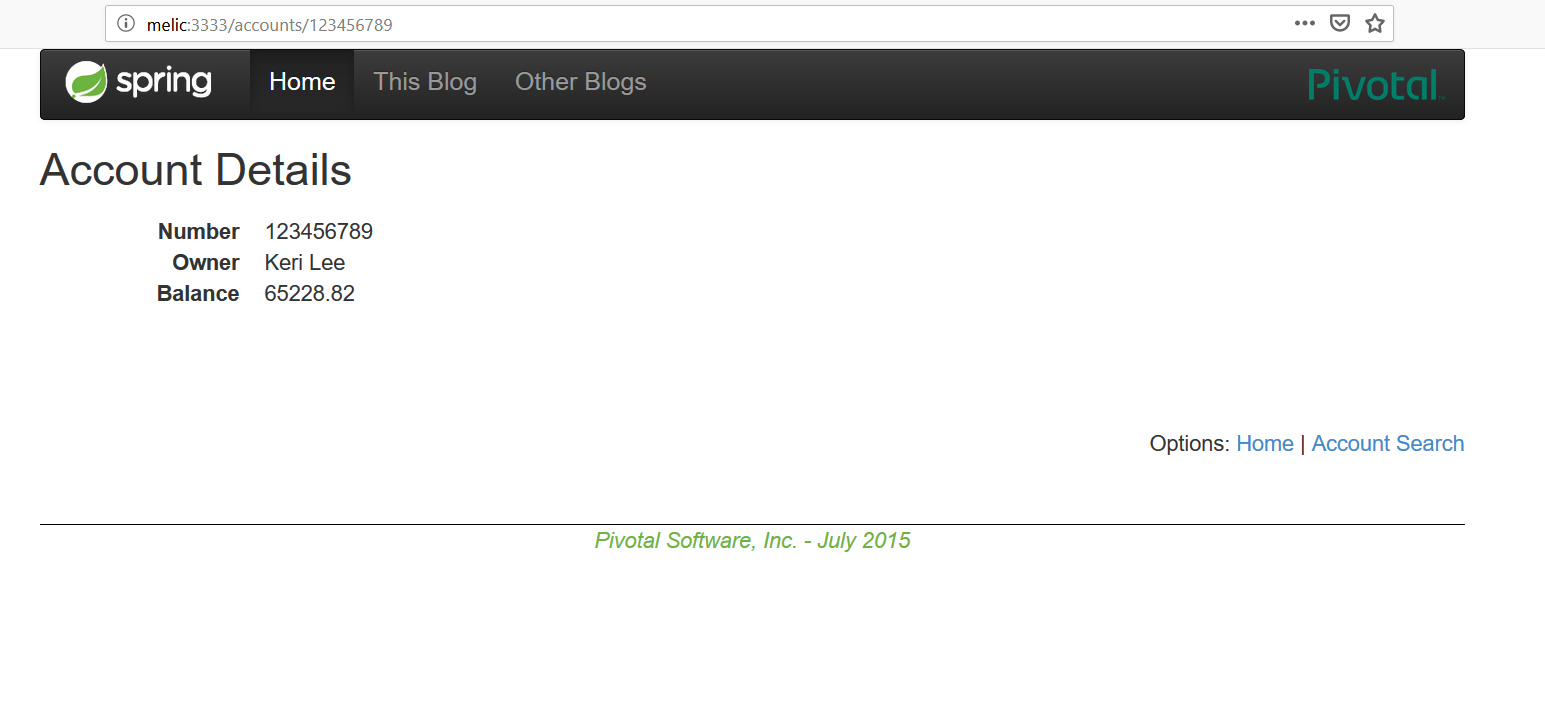 melic:3333/accounts/123456789
spring Home This Blog Other Blogs Pivotal™
Account Details
Number 123456789
Owner Keri Lee
Balance 65228.82
Options: Home | Account Search
Pivotal Software, Inc. - July 2015